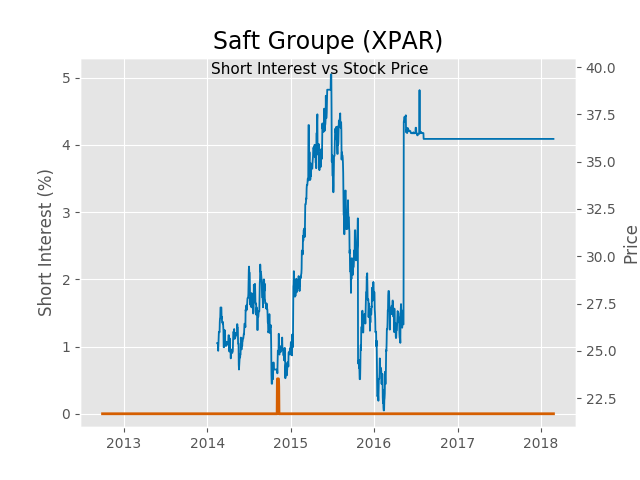 Saft Groupe (XPAR)
Short Interest vs Stock Price
Short Interest (%)
5
4
3
2
1
0
40.0
37.5
35.0
32.5
30.0
27.5
25.0
22.5
Price
2013 2014 2015 2016 2017 2018